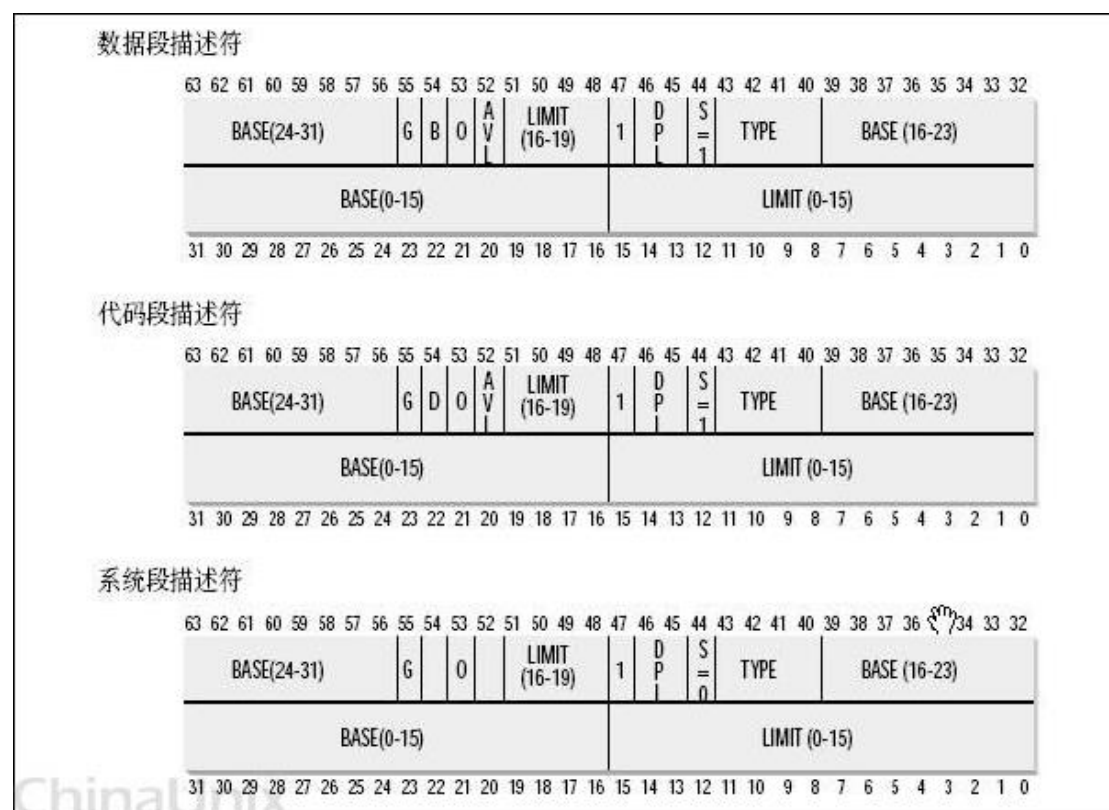 数据段描述符
63 62 61 60 59 58 57 56 55 54 53 52 51 50 49 48 47 46 45 44 43 42 41 40 39 38 37 36 35 34 33 32
BASE(24-31) G B 0 AVL LIMIT (16-19) 1 DPL S=1 TYPE BASE (16-23)
BASE(0-15) LIMIT (0-15)
31 30 29 28 27 26 25 24 23 22 21 20 19 18 17 16 15 14 13 12 11 10 9 8 7 6 5 4 3 2 1 0
代码段描述符
63 62 61 60 59 58 57 56 55 54 53 52 51 50 49 48 47 46 45 44 43 42 41 40 39 38 37 36 35 34 33 32
BASE(24-31) G D 0 AVL LIMIT (16-19) 1 DPL S=1 TYPE BASE (16-23)
BASE(0-15) LIMIT (0-15)
31 30 29 28 27 26 25 24 23 22 21 20 19 18 17 16 15 14 13 12 11 10 9 8 7 6 5 4 3 2 1 0
系统段描述符
63 62 61 60 59 58 57 56 55 54 53 52 51 50 49 48 47 46 45 44 43 42 41 40 39 38 37 36 34 33 32
BASE(24-31) G 0 LIMIT (16-19) 1 DPL S=0 TYPE BASE (16-23)
BASE(0-15) LIMIT (0-15)
31 30 29 28 27 26 25 24 23 22 21 20 19 18 17 16 15 14 13 12 11 10 9 8 7 6 5 4 3 2 1 0
ChinaUnix